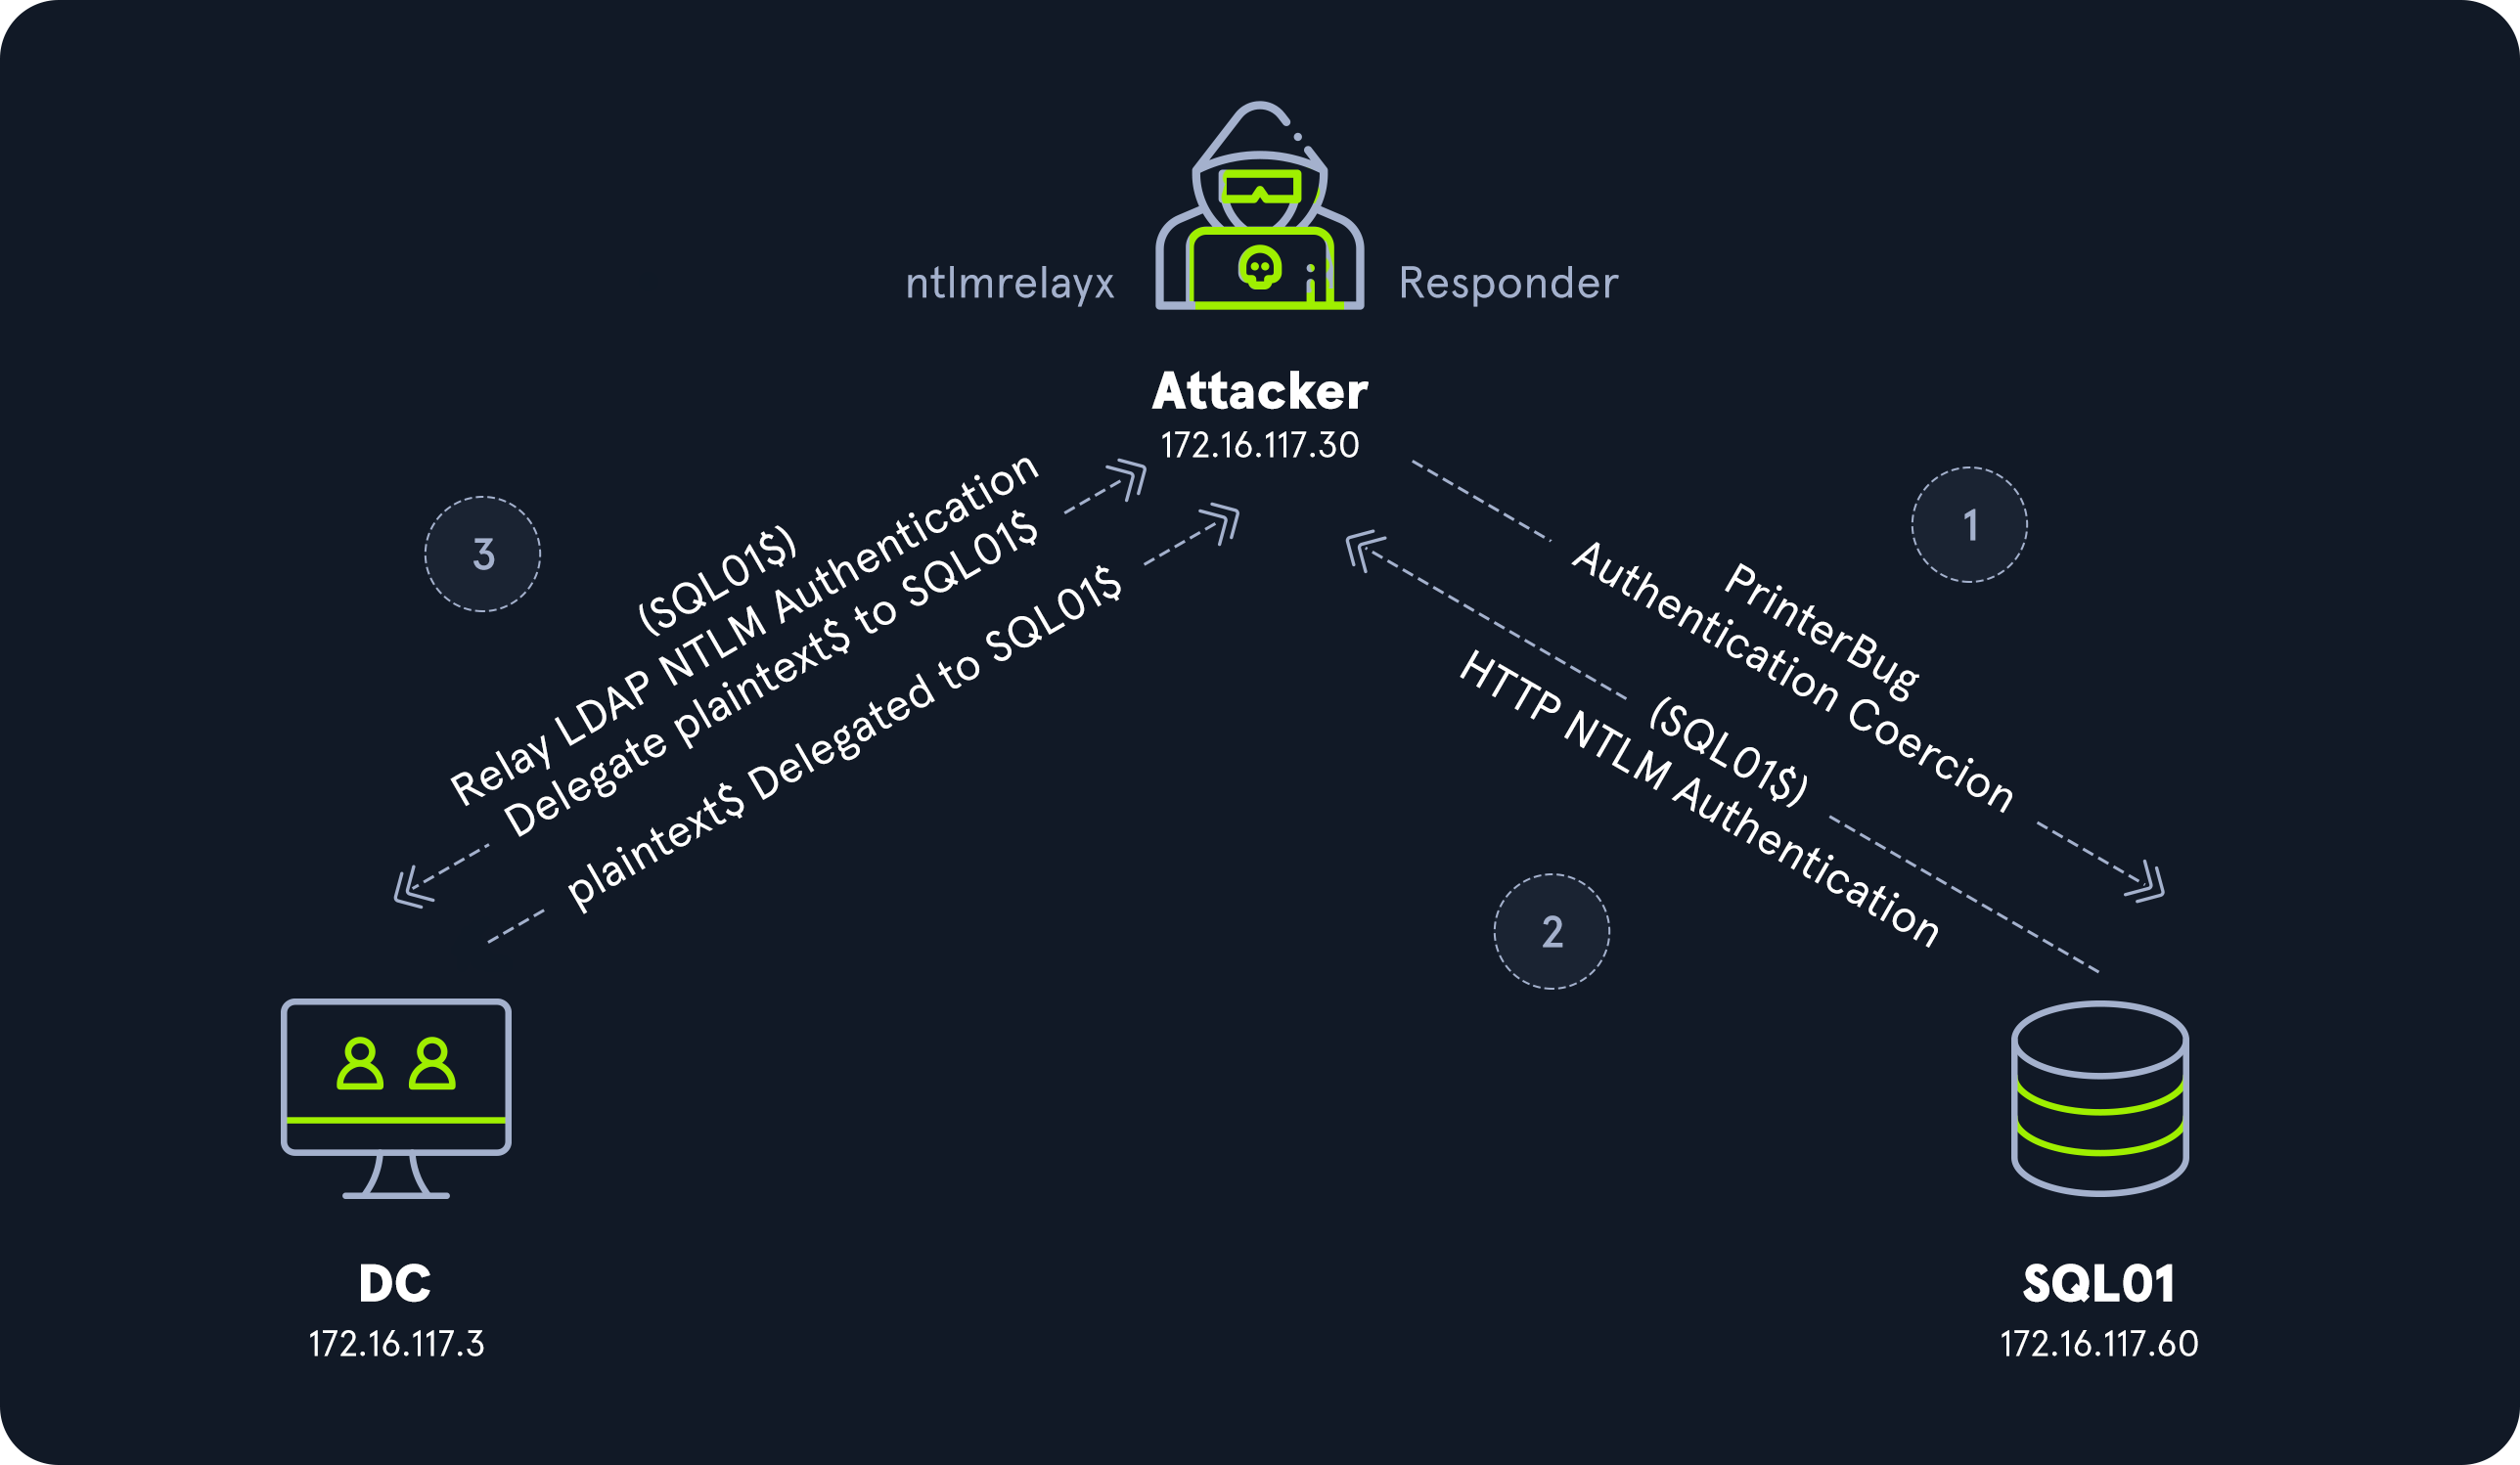 ntlmrelayx
Responder
Attacker
172.16.117.30
3
(SQL01$)
Relay LDAP NTLM Authentication
Delegate plaintext$ to SQL01$
plaintext$ Delegated to SQL01$
1
PrinterBug
Authentication Coercion
(SQL01$)
HTTP NTLM Authentication
2
DC
172.16.117.3
SQL01
172.16.117.60